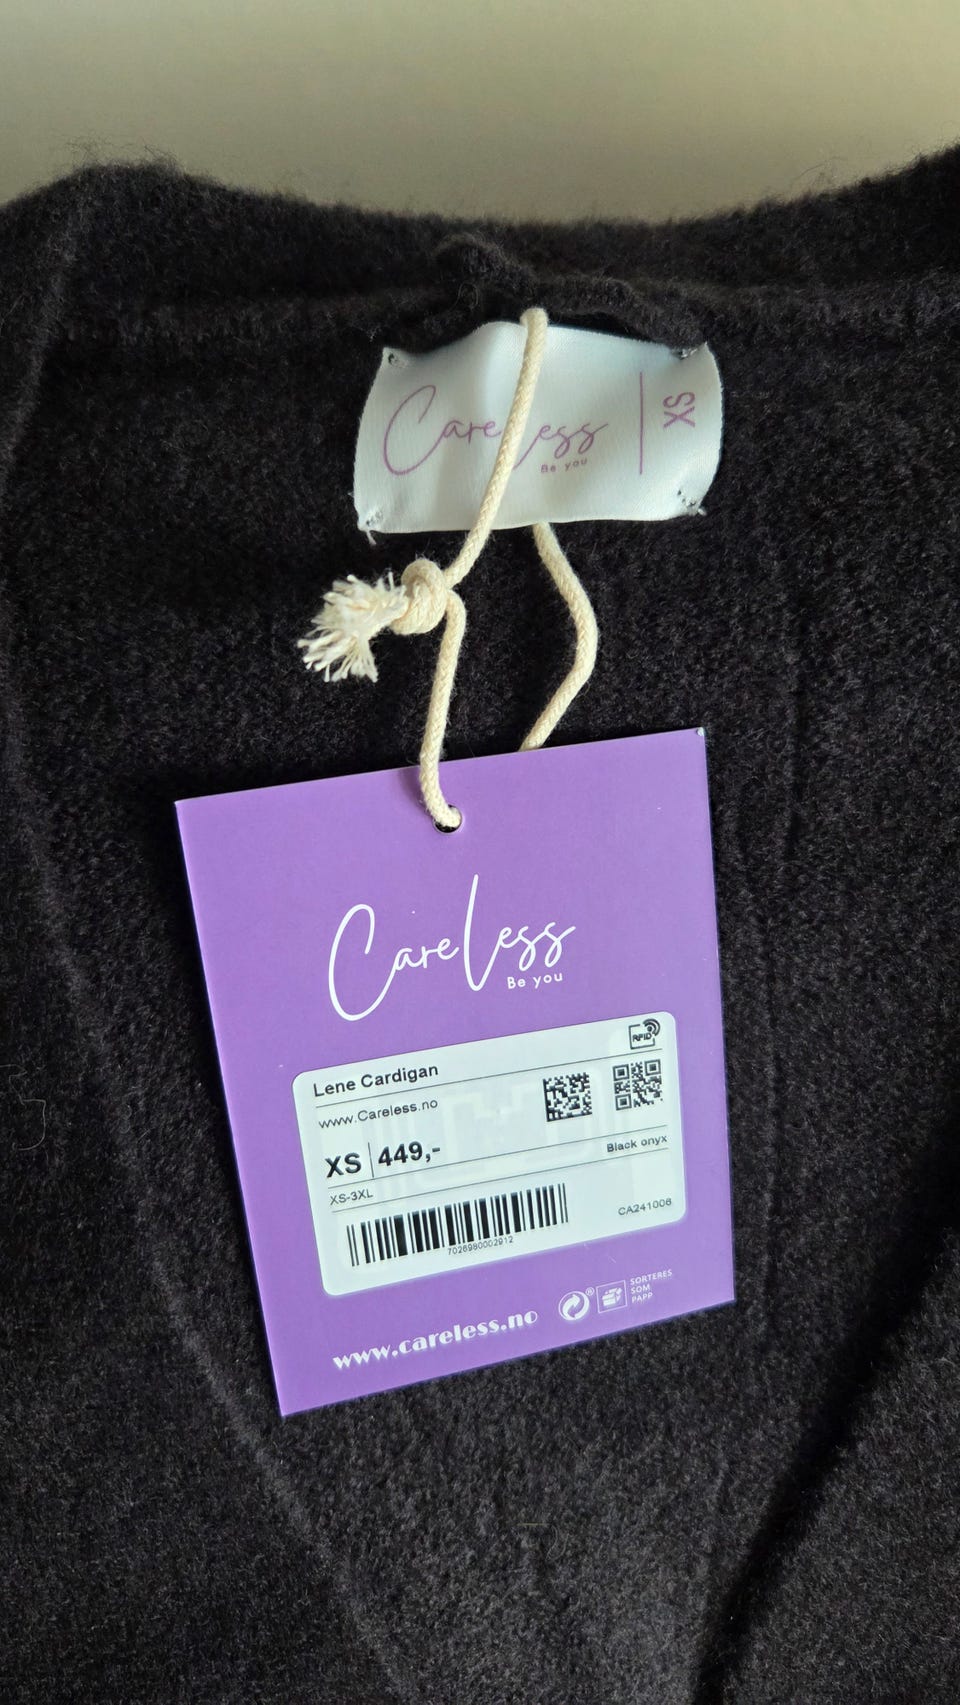 CareLess
Be you
XS
CareLess
Be you
RFID
Lene Cardigan
www.Careless.no
XS 449,-
Black onyx
XS-3XL
CA241006
7026980002912
www.careless.no
®
SORTERES
SOM
PAPP